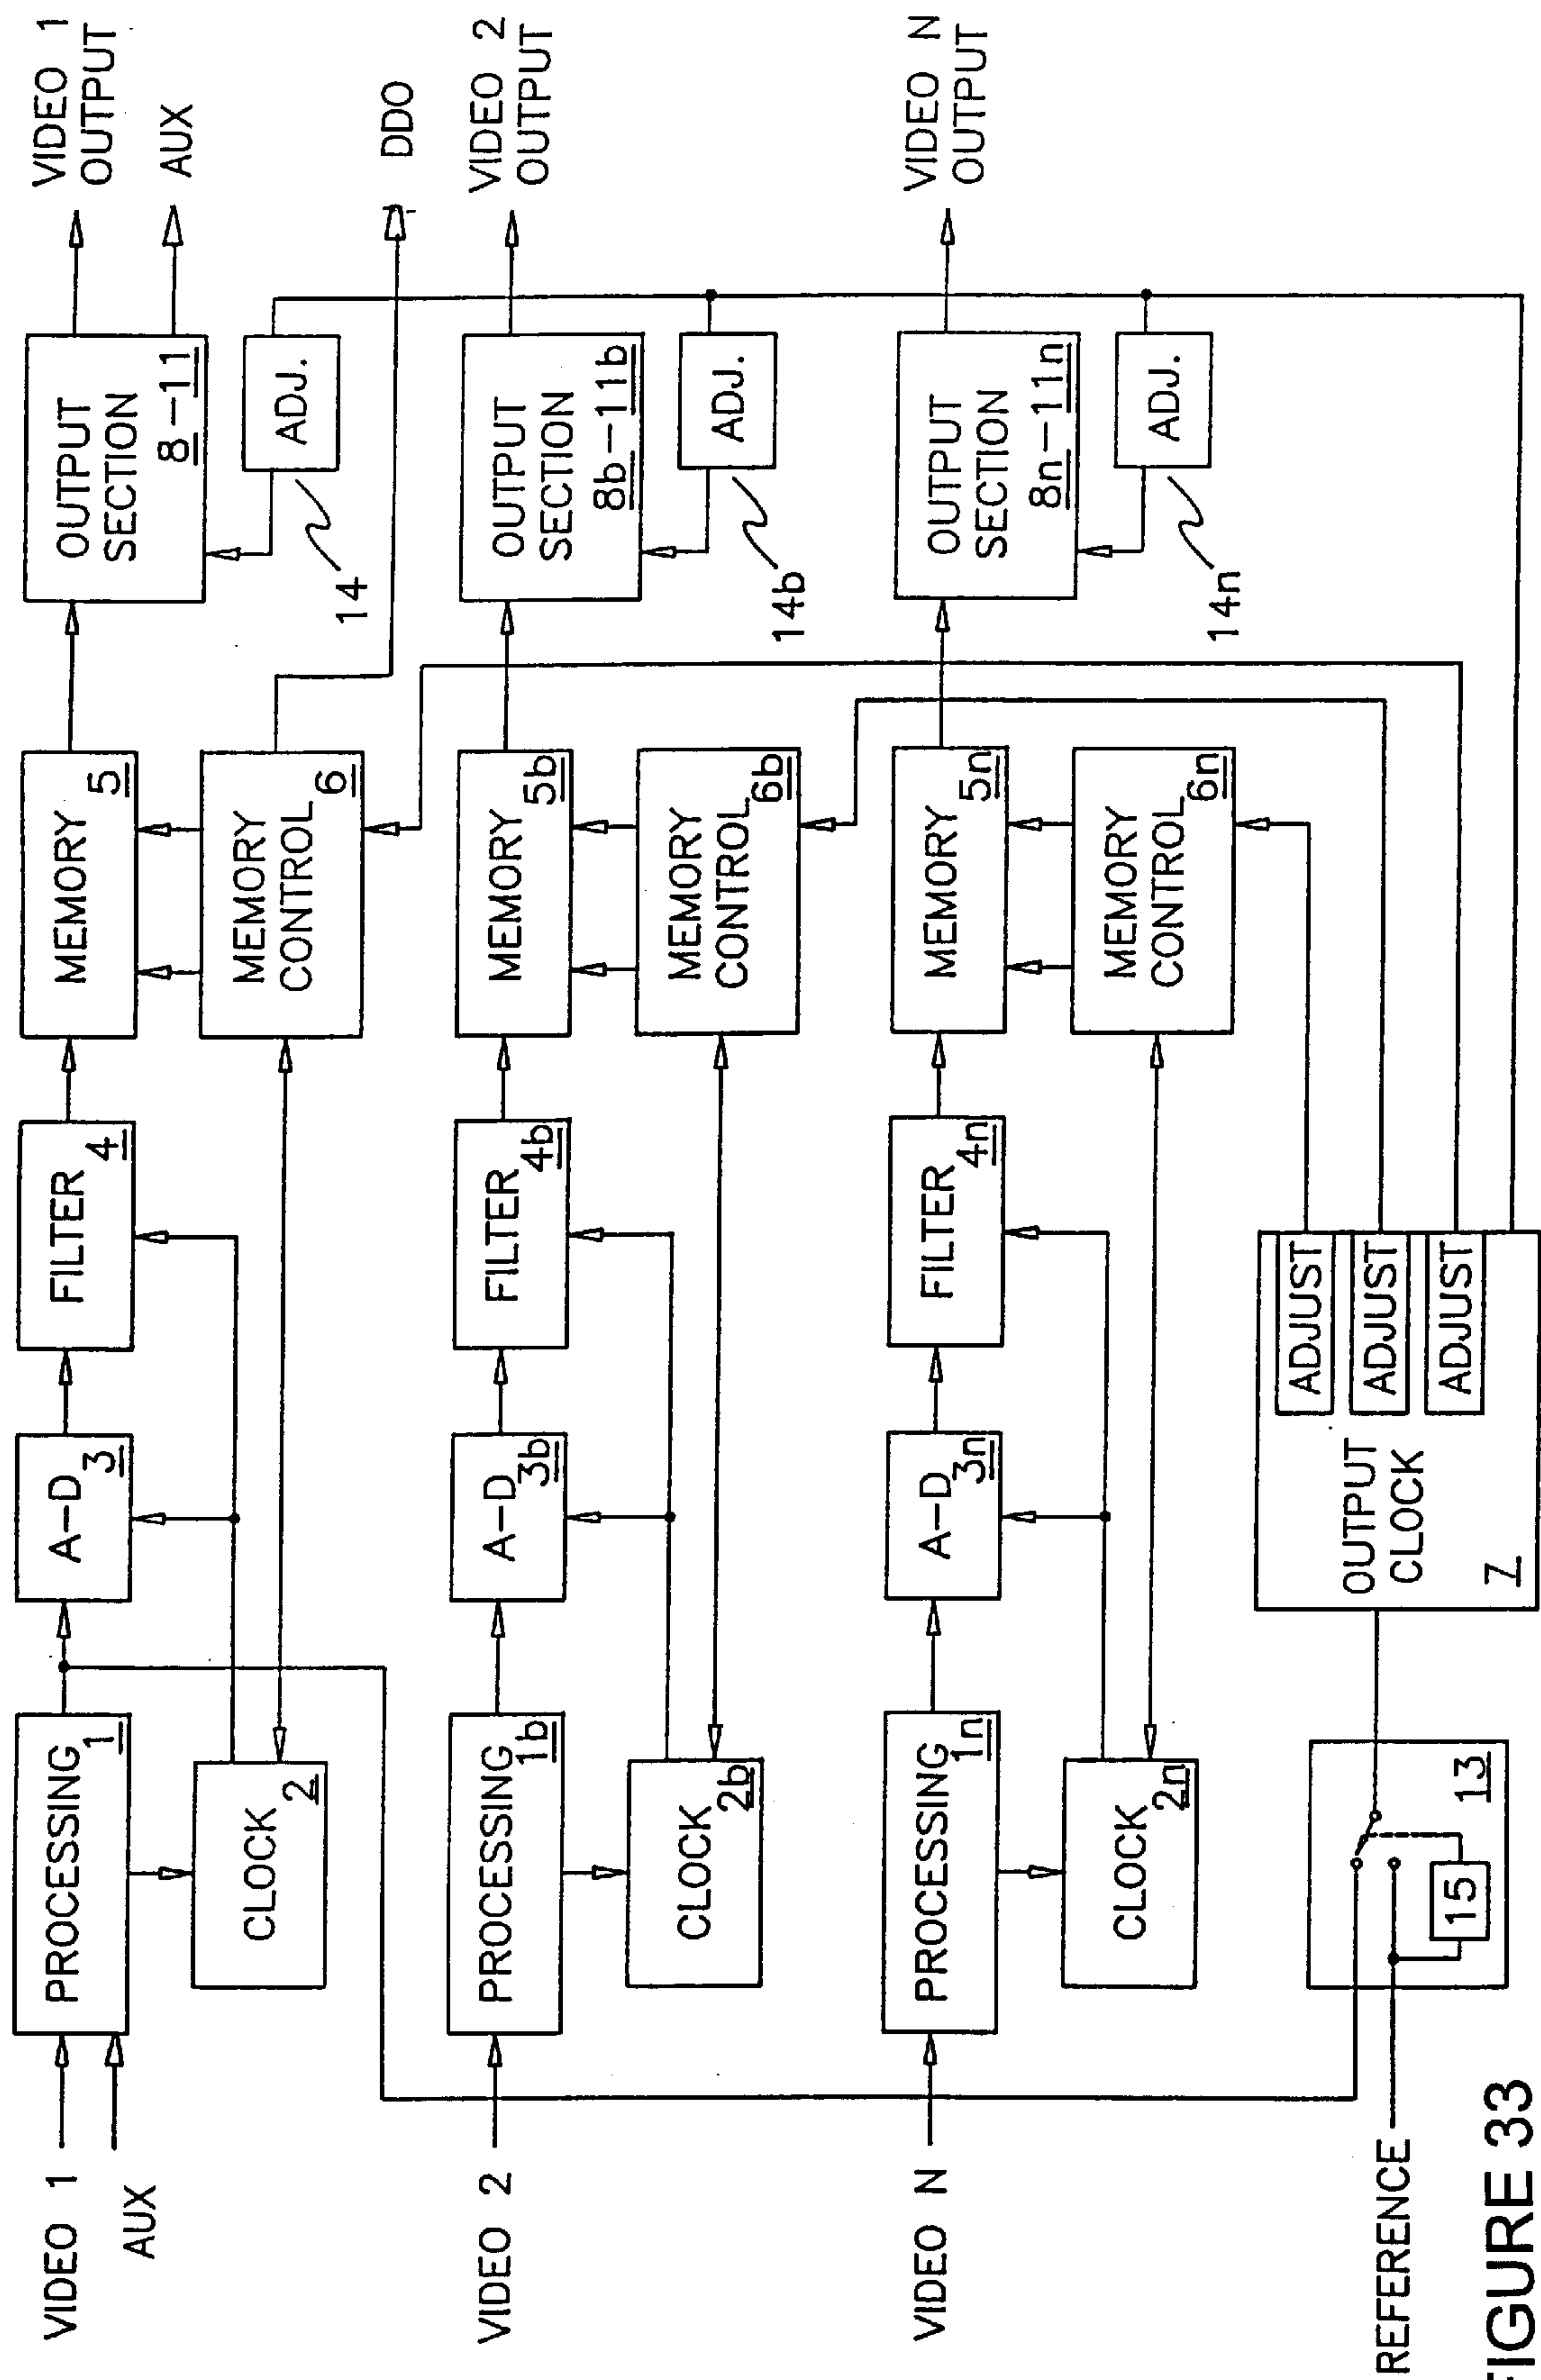 VIDEO 1
AUX
PROCESSING
1
CLOCK
2
A-D
3
FILTER
4
MEMORY
5
MEMORY
CONTROL
6
OUTPUT
SECTION
8-11
ADJ.
14
VIDEO 1
OUTPUT
AUX
DDO
VIDEO 2
PROCESSING
1b
CLOCK
2b
A-D
3b
FILTER
4b
MEMORY
5b
MEMORY
CONTROL
6b
OUTPUT
SECTION
8b-11b
ADJ.
14b
VIDEO 2
OUTPUT
VIDEO N
PROCESSING
1n
CLOCK
2n
A-D
3n
FILTER
4n
MEMORY
5n
MEMORY
CONTROL
6n
OUTPUT
SECTION
8n-11n
ADJ.
14n
VIDEO N
OUTPUT
REFERENCE
15
13
OUTPUT
CLOCK
7
ADJUST
ADJUST
ADJUST
FIGURE 33